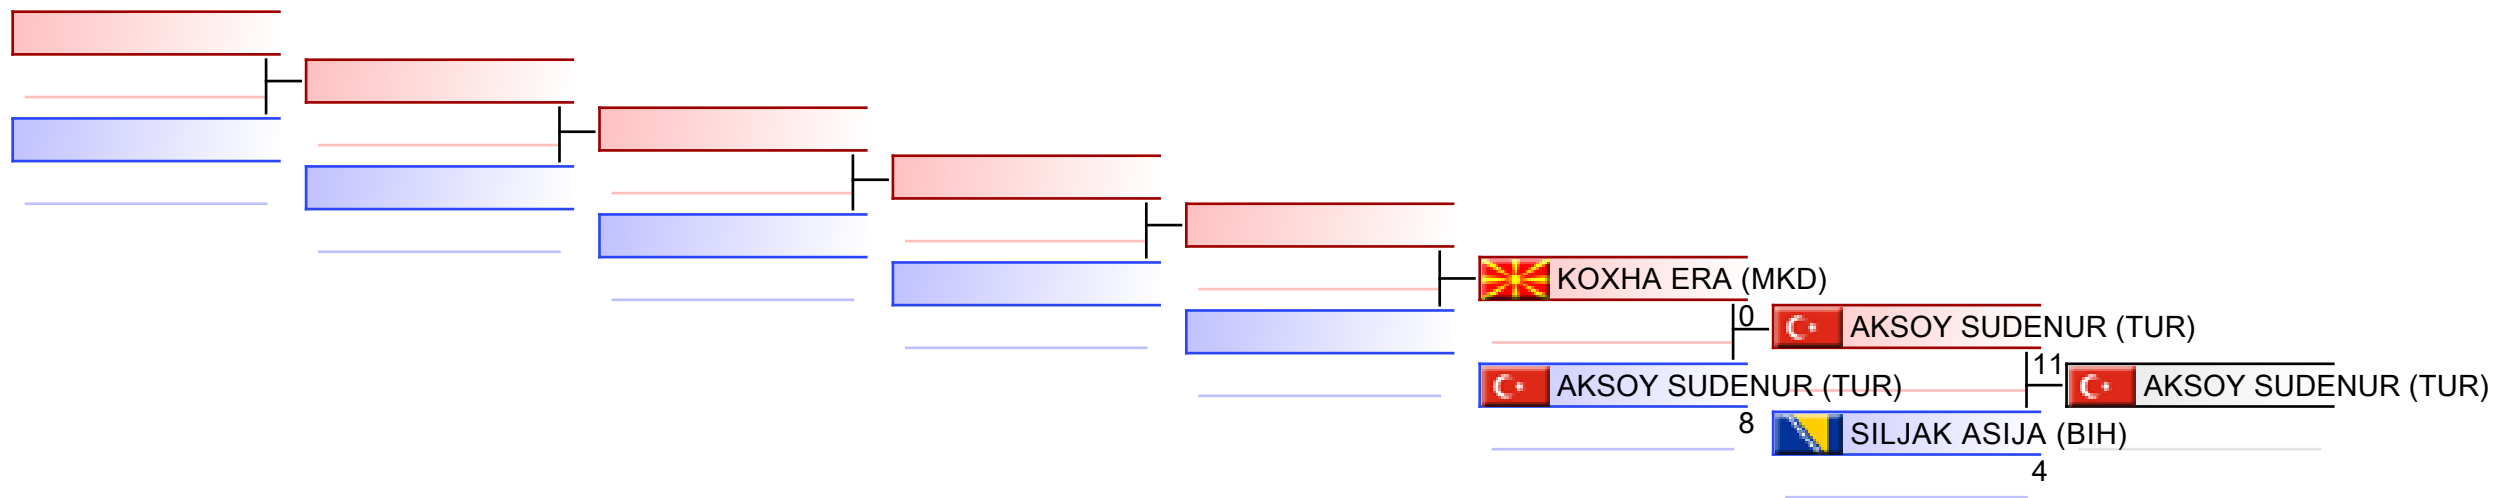 KOXHA ERA (MKD)
0
AKSOY SUDENUR (TUR)
8
AKSOY SUDENUR (TUR)
11
SILJAK ASIJA (BIH)
4
AKSOY SUDENUR (TUR)